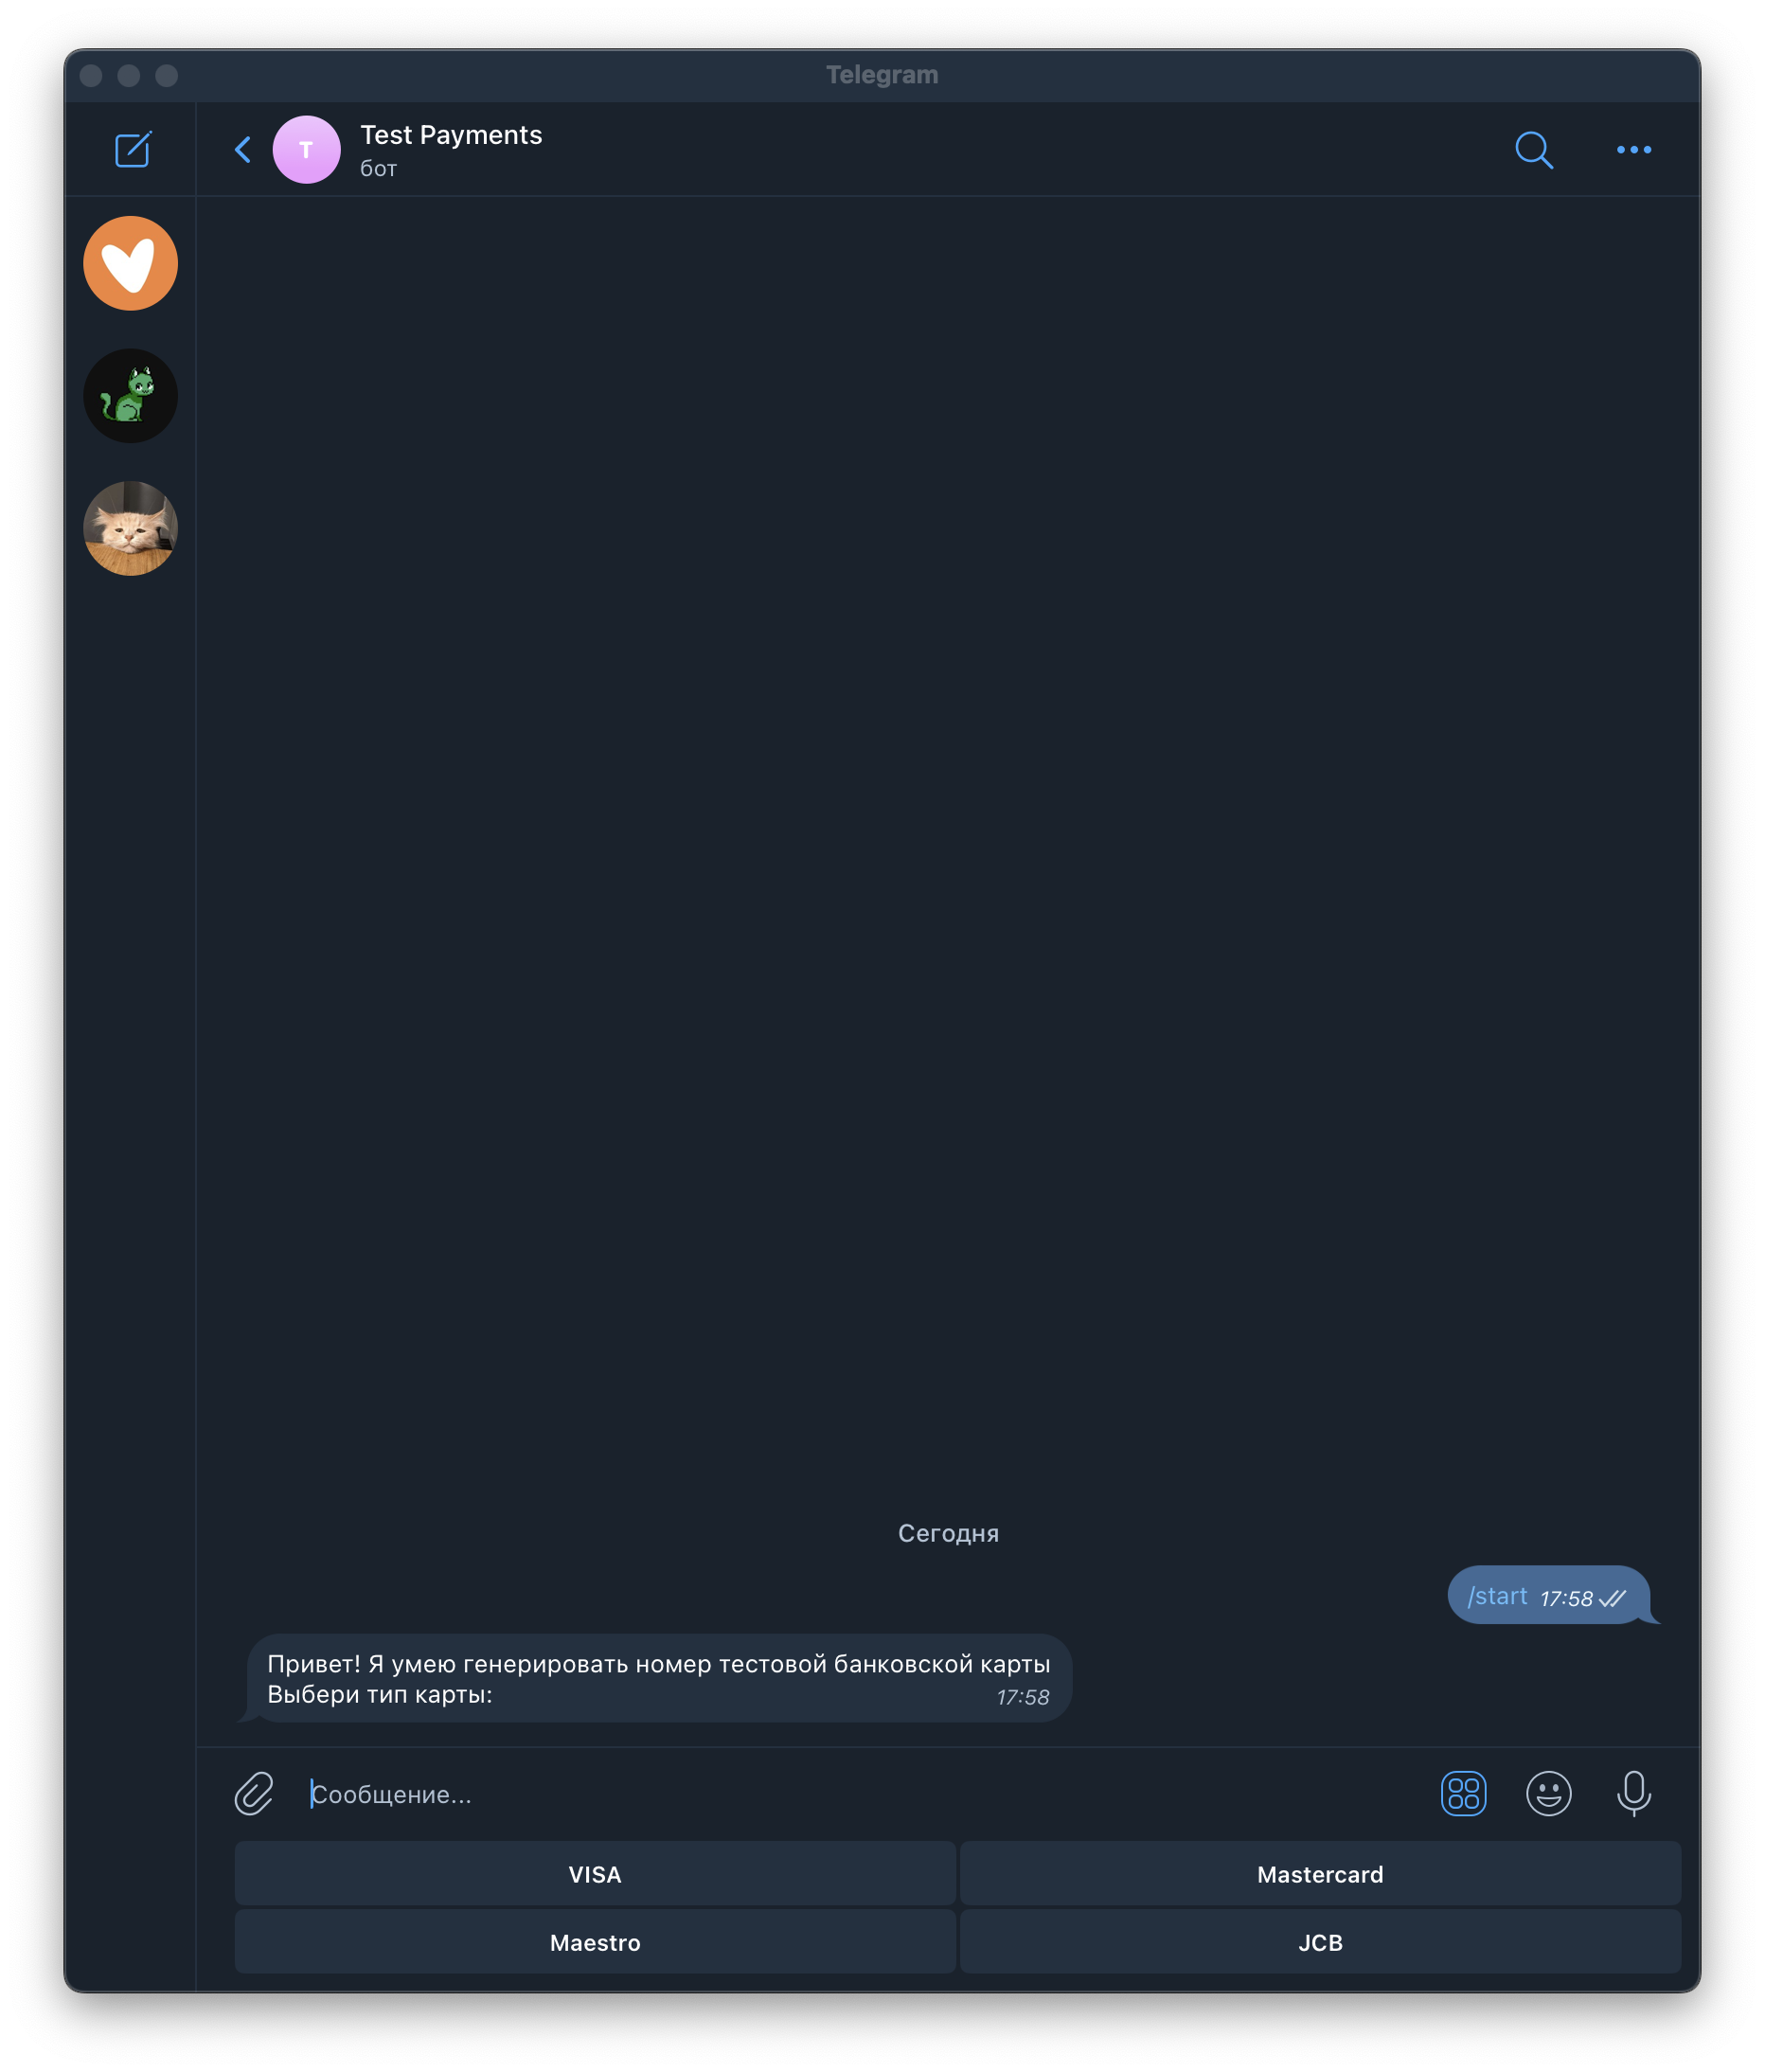 Telegram
T
Test Payments
бот
Сегодня
/start 17:58
Привет! Я умею генерировать номер тестовой банковской карты
Выбери тип карты: 17:58
Сообщение...
VISA Mastercard
Maestro JCB